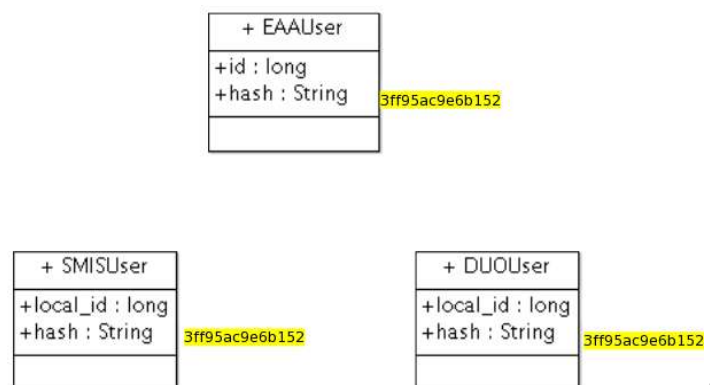 + EAAUser
+id : long
+hash : String
3ff95ac9e6b152
+ SMISUser
+local_id : long
+hash : String
3ff95ac9e6b152
+ DUOUser
+local_id : long
+hash : String
3ff95ac9e6b152